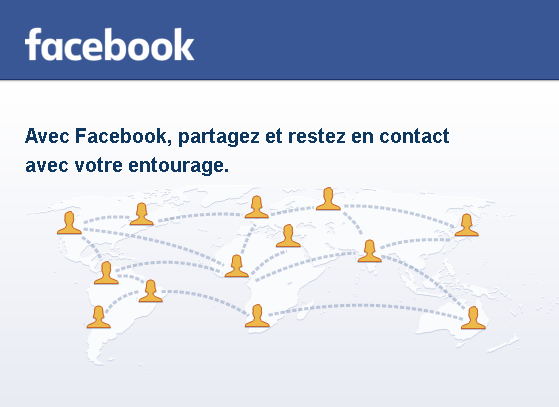 facebook
Avec Facebook, partagez et restez en contact
avec votre entourage.